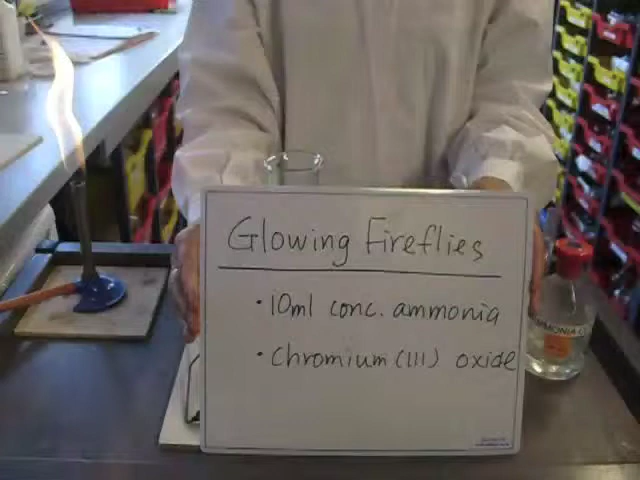 Glowing Fireflies
· 10ml conc. ammonia
· Chromium (III) oxide